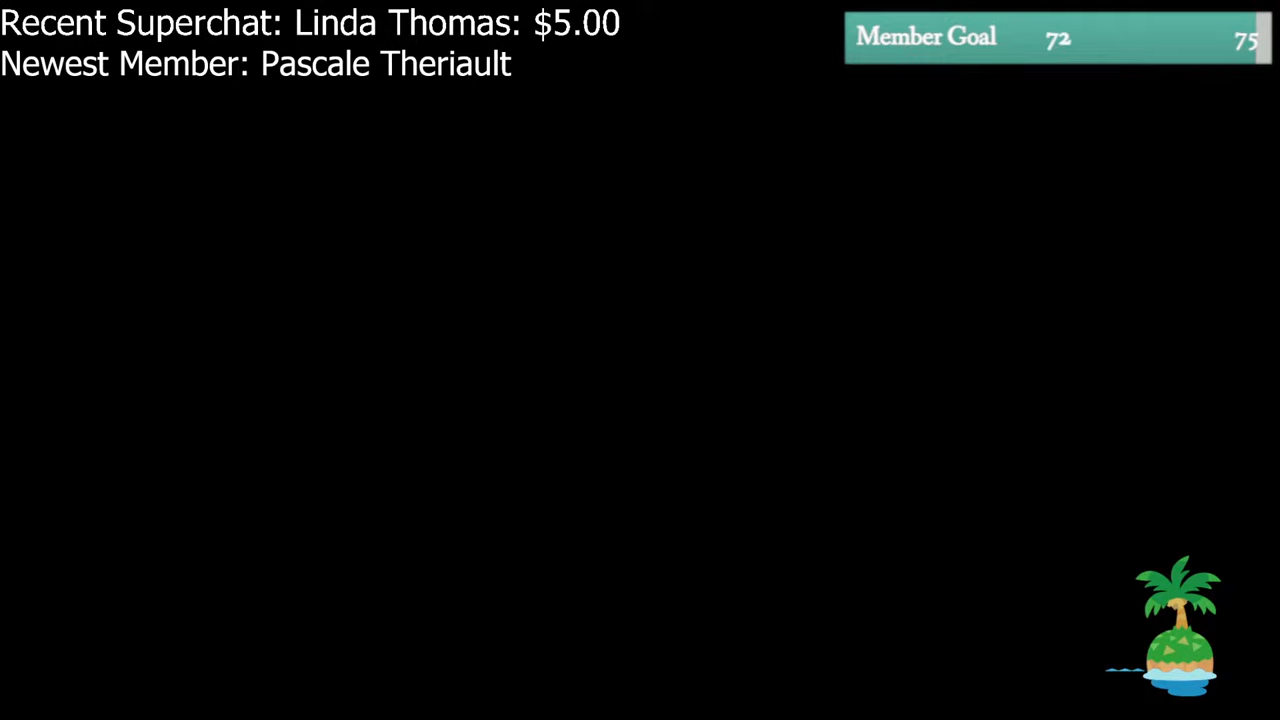 Recent Superchat: Linda Thomas: $5.00
Newest Member: Pascale Theriault
Member Goal 72 75